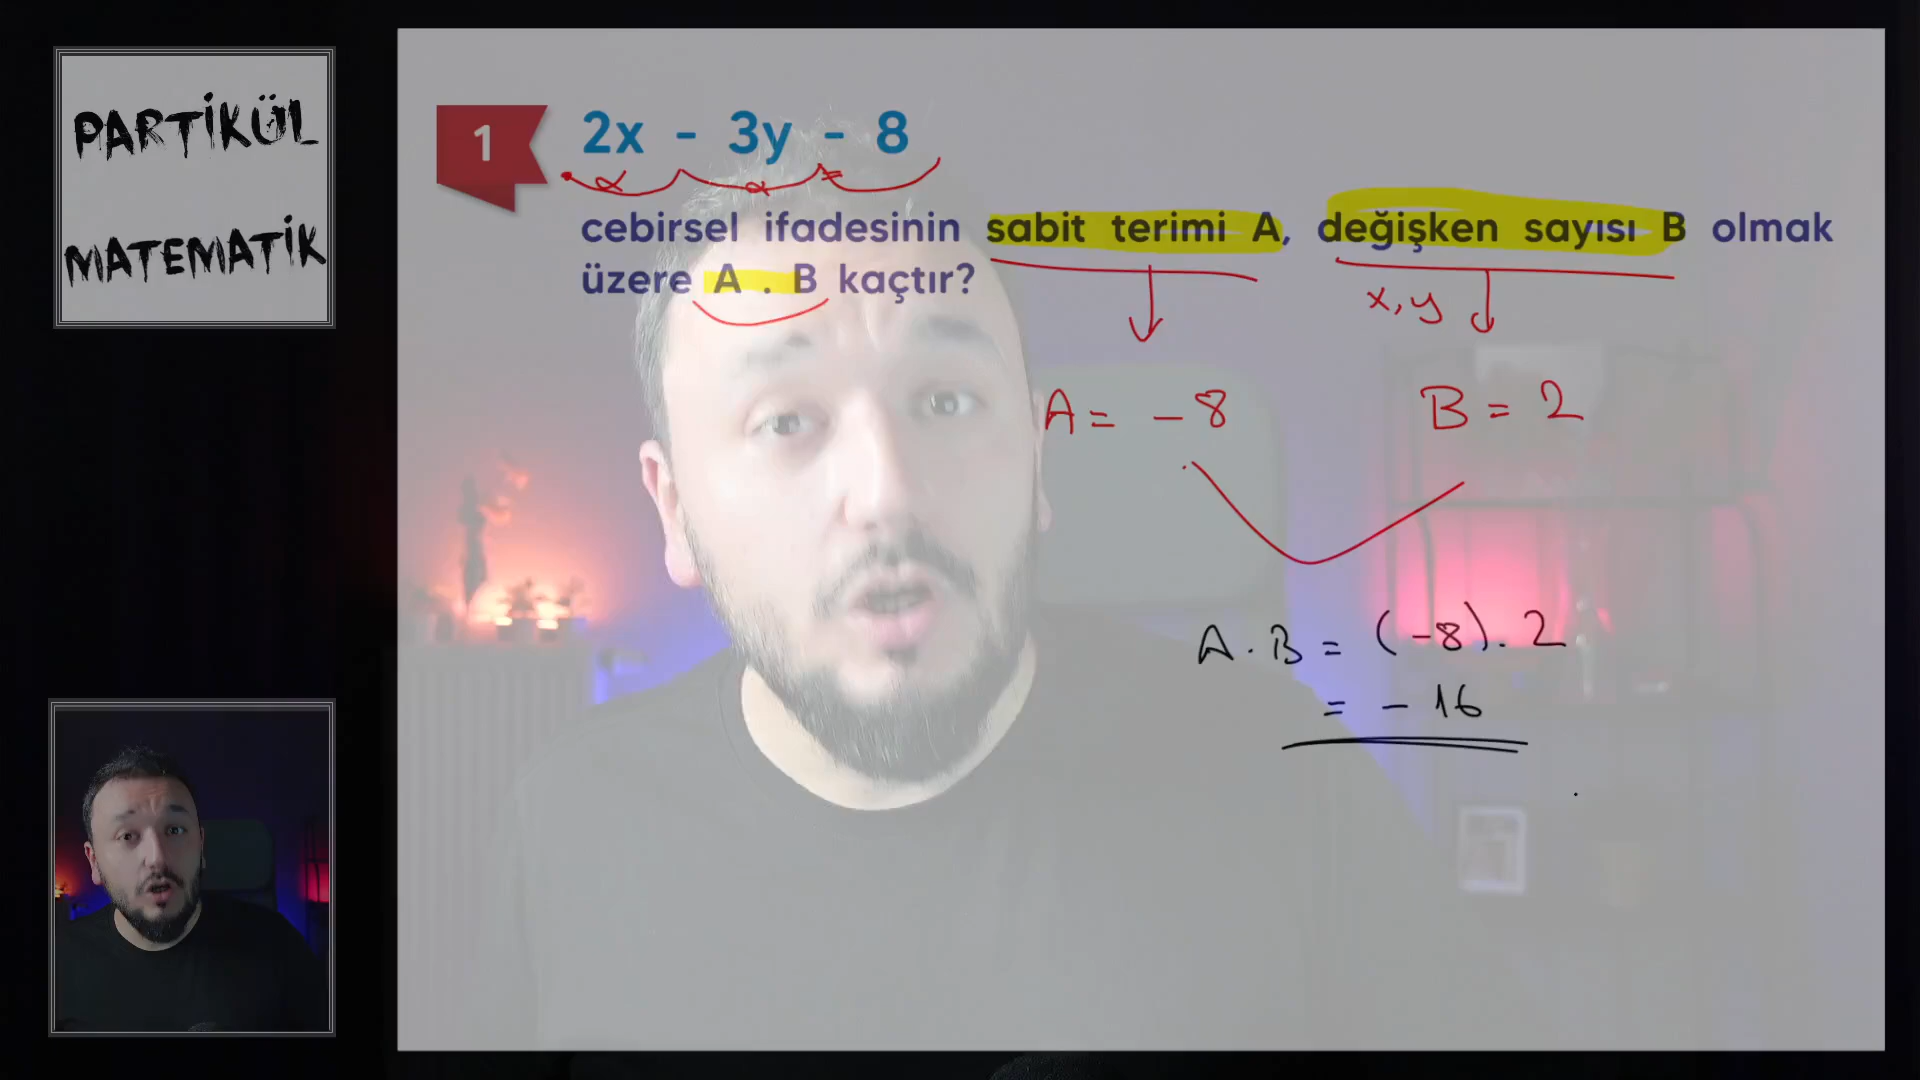 PARTİKÜL
MATEMATİK
1
2x - 3y - 8
cebirsel ifadesinin sabit terimi A, değişken sayısı B olmak
üzere A . B kaçtır?
x, y
A = -8
B = 2
A . B = (-8) . 2
= -16